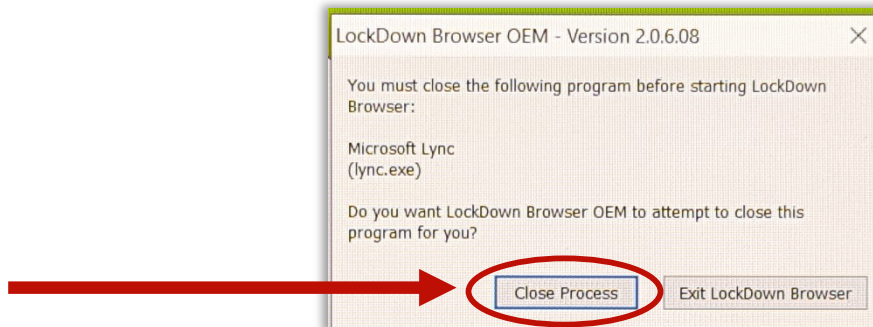 LockDown Browser OEM - Version 2.0.6.08
You must close the following program before starting LockDown
Browser:
Microsoft Lync
(lync.exe)
Do you want LockDown Browser OEM to attempt to close this
program for you?
Close Process
Exit LockDown Browser